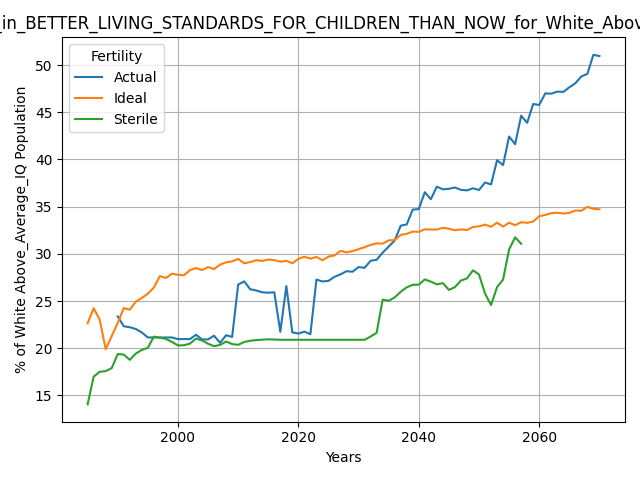 _in_BETTER_LIVING_STANDARDS_FOR_CHILDREN_THAN_NOW_for_White_Abov
Fertility
Actual
Ideal
Sterile
% of White Above_Average_IQ Population
50
45
40
35
30
25
20
15
2000
2020
2040
2060
Years